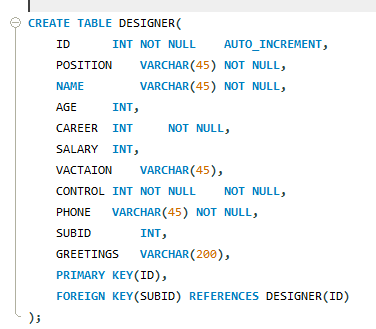 CREATE TABLE DESIGNER(
ID INT NOT NULL AUTO_INCREMENT,
POSITION VARCHAR(45) NOT NULL,
NAME VARCHAR(45) NOT NULL,
AGE INT,
CAREER INT NOT NULL,
SALARY INT,
VACTAION VARCHAR(45),
CONTROL INT NOT NULL NOT NULL,
PHONE VARCHAR(45) NOT NULL,
SUBID INT,
GREETINGS VARCHAR(200),
PRIMARY KEY(ID),
FOREIGN KEY(SUBID) REFERENCES DESIGNER(ID)
);